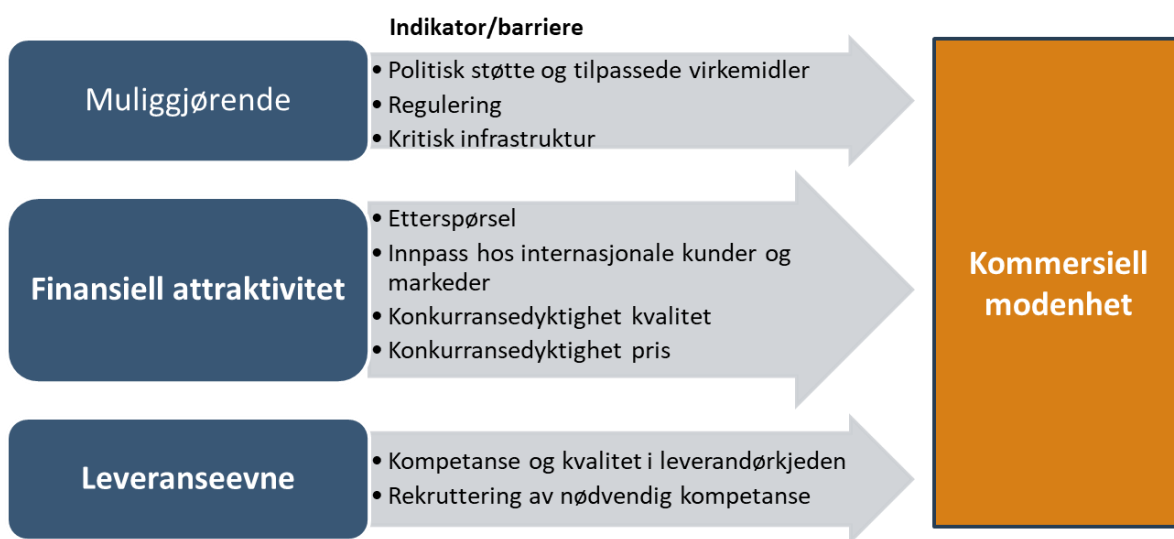 Indikator/barriere
Muliggjørende
• Politisk støtte og tilpassede virkemidler
• Regulering
• Kritisk infrastruktur
Finansiell attraktivitet
• Etterspørsel
• Innpass hos internasjonale kunder og
markeder
• Konkurransedyktighet kvalitet
• Konkurransedyktighet pris
Leveranseevne
• Kompetanse og kvalitet i leverandørkjeden
• Rekruttering av nødvendig kompetanse
Kommersiell
modenhet